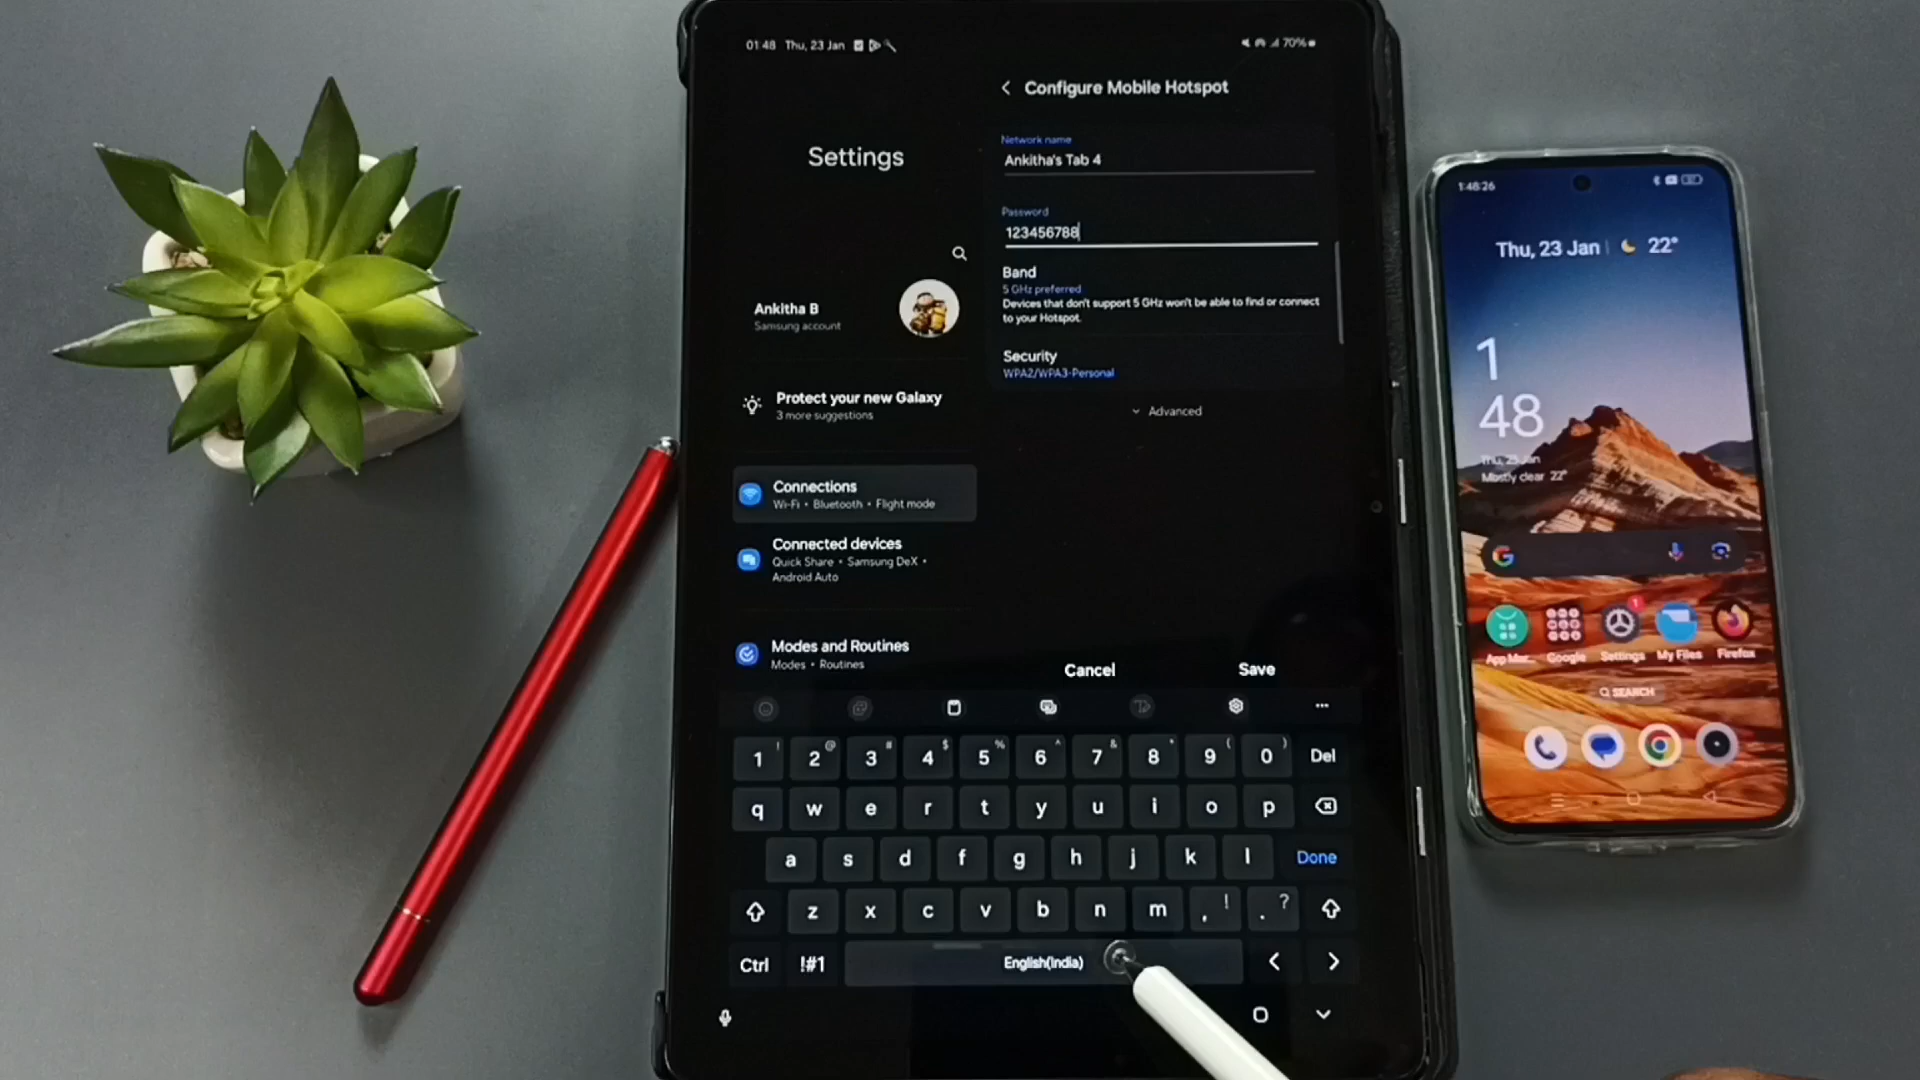 01:48 Thu, 23 Jan
70%
Configure Mobile Hotspot
Settings
Network name
Ankitha's Tab 4
Password
123456788
Band
5 GHz preferred
Devices that don't support 5 GHz won't be able to find or connect
to your Hotspot.
Security
WPA2/WPA3-Personal
Advanced
Ankitha B
Samsung account
Protect your new Galaxy
3 more suggestions
Connections
Wi-Fi • Bluetooth • Flight mode
Connected devices
Quick Share • Samsung DeX •
Android Auto
Modes and Routines
Modes • Routines
Cancel Save
! @ # $ % ^ & * ( )
1 2 3 4 5 6 7 8 9 0 Del
q w e r t y u i o p
a s d f g h j k l Done
z x c v b n m , ! . ?
Ctrl !#1 English(India) < >
1:48:26
Thu, 23 Jan 22°
1
48
Thu, 23 Jan
Mostly clear 22°
G
1
App Mar... Google Settings My Files Firefox
SEARCH